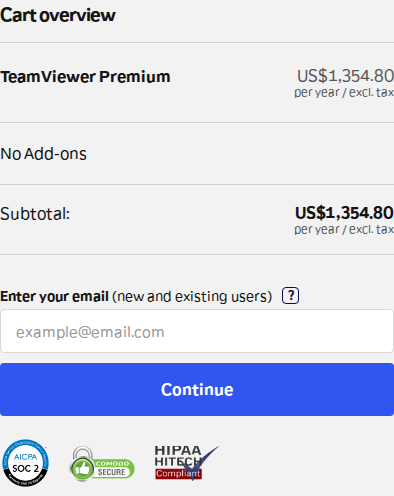 Cart overview
TeamViewer Premium
US$1,354.80
per year / excl. tax
No Add-ons
Subtotal:
US$1,354.80
per year / excl. tax
Enter your email (new and existing users) ?
example@email.com
Continue
AICPA
SOC 2
COMODO
SECURE
HIPAA
HITECH
Compliant